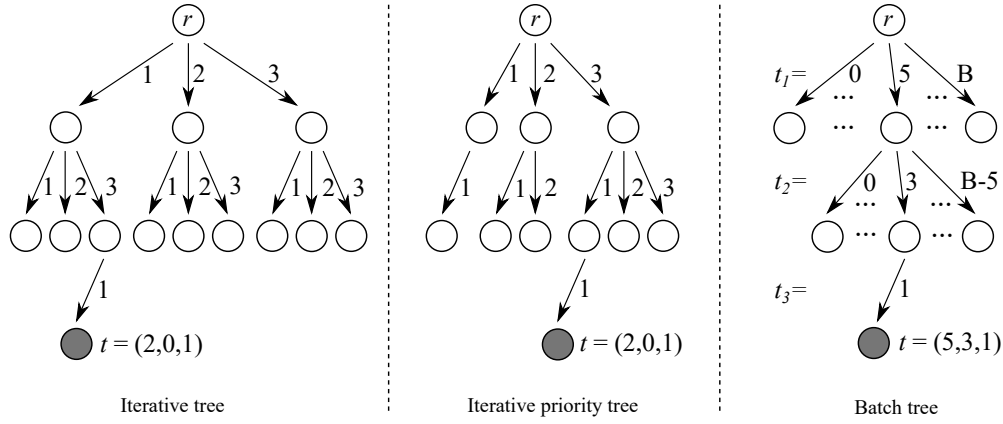 r
1 2 3
1 2 3 1 2 3 1 2 3
1
t = (2,0,1)
Iterative tree
r
1 2 3
1 1 2 1 2 3
1
t = (2,0,1)
Iterative priority tree
r
t1= 0 5 B
... ...
... ...
t2= 0 3 B-5
... ...
... ...
t3= 1
t = (5,3,1)
Batch tree